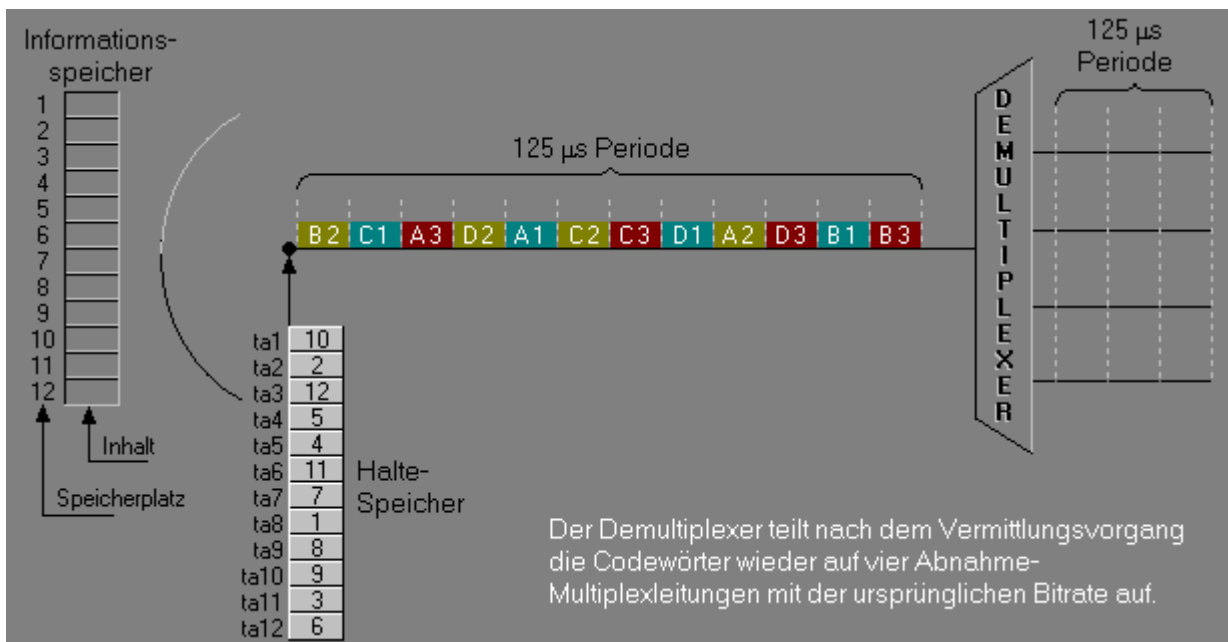 Informations-
speicher
1
2
3
4
5
6
7
8
9
10
11
12
Inhalt
Speicherplatz
125 µs Periode
B2 C1 A3 D2 A1 C2 C3 D1 A2 D3 B1 B3
ta1 10
ta2 2
ta3 12
ta4 5
ta5 4
ta6 11
ta7 7
ta8 1
ta9 8
ta10 9
ta11 3
ta12 6
Halte-
Speicher
DEMULTIPLEXER
125 µs
Periode
Der Demultiplexer teilt nach dem Vermittlungsvorgang
die Codewörter wieder auf vier Abnahme-
Multiplexleitungen mit der ursprünglichen Bitrate auf.